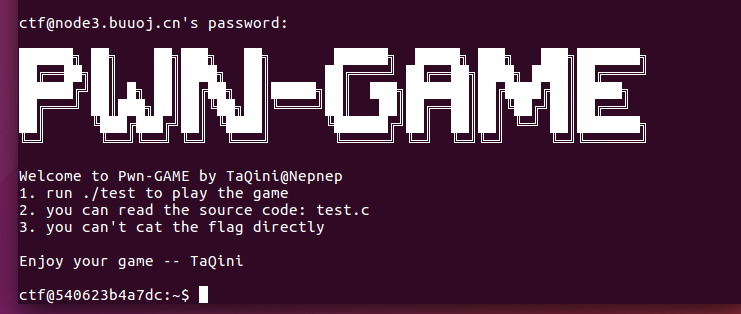 ctf@node3.buuoj.cn's password:
PWN-GAME
Welcome to Pwn-GAME by TaQini@Nepnep
1. run ./test to play the game
2. you can read the source code: test.c
3. you can't cat the flag directly
Enjoy your game -- TaQini
ctf@540623b4a7dc:~$